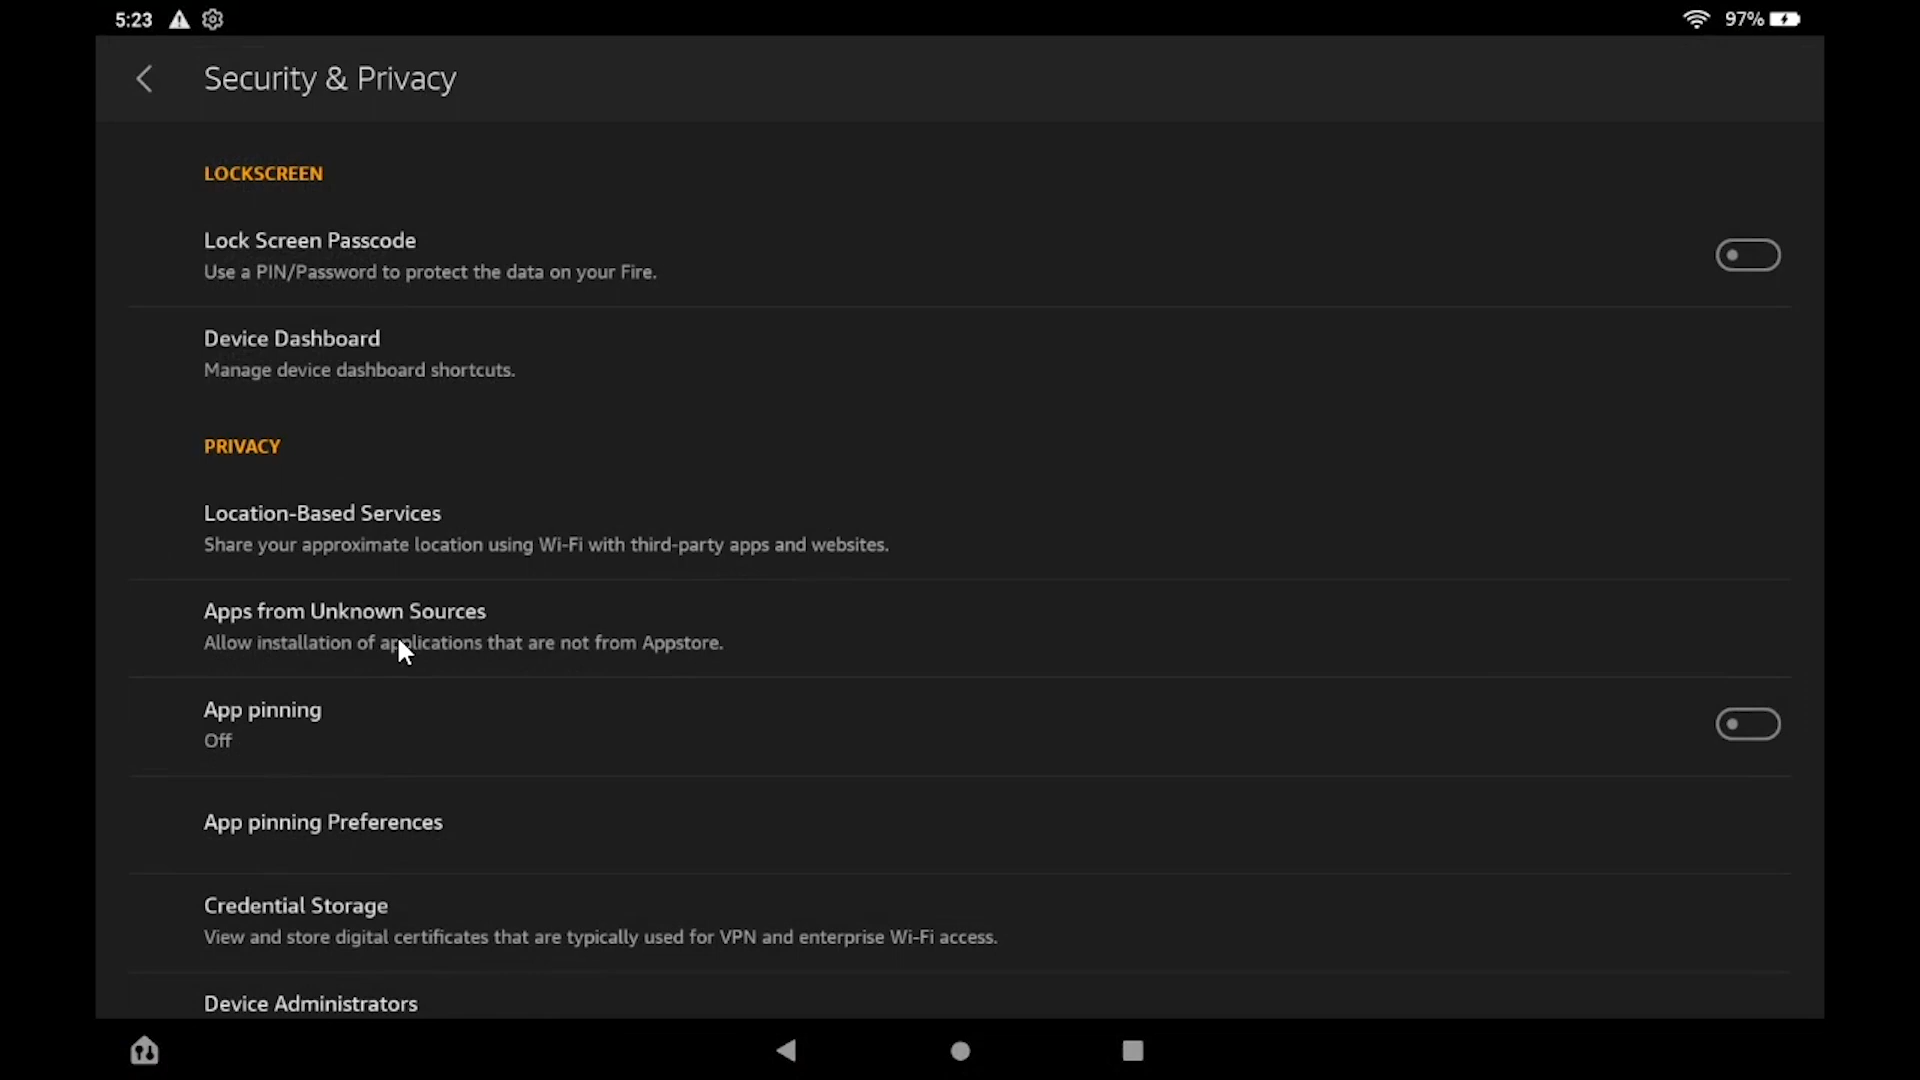 5:23
97%
Security & Privacy
LOCKSCREEN
Lock Screen Passcode
Use a PIN/Password to protect the data on your Fire.
Device Dashboard
Manage device dashboard shortcuts.
PRIVACY
Location-Based Services
Share your approximate location using Wi-Fi with third-party apps and websites.
Apps from Unknown Sources
Allow installation of applications that are not from Appstore.
App pinning
Off
App pinning Preferences
Credential Storage
View and store digital certificates that are typically used for VPN and enterprise Wi-Fi access.
Device Administrators